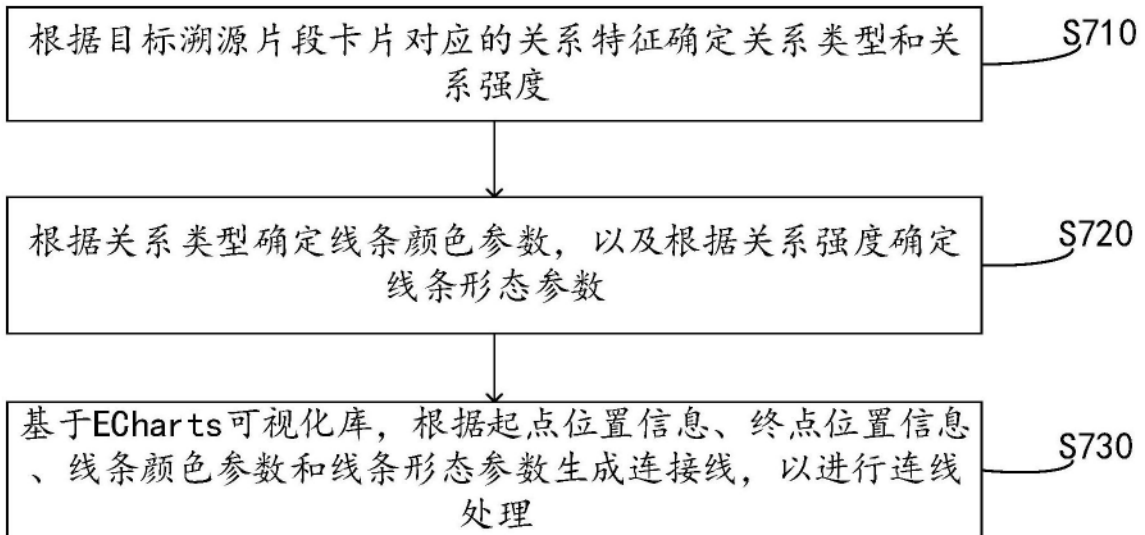 根据目标溯源片段卡片对应的关系特征确定关系类型和关
系强度
S710
根据关系类型确定线条颜色参数，以及根据关系强度确定
线条形态参数
S720
基于ECharts可视化库，根据起点位置信息、终点位置信息
、线条颜色参数和线条形态参数生成连接线，以进行连线
处理
S730